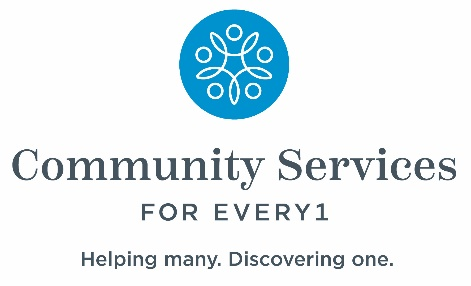 Community Services
FOR EVERY1
Helping many. Discovering one.